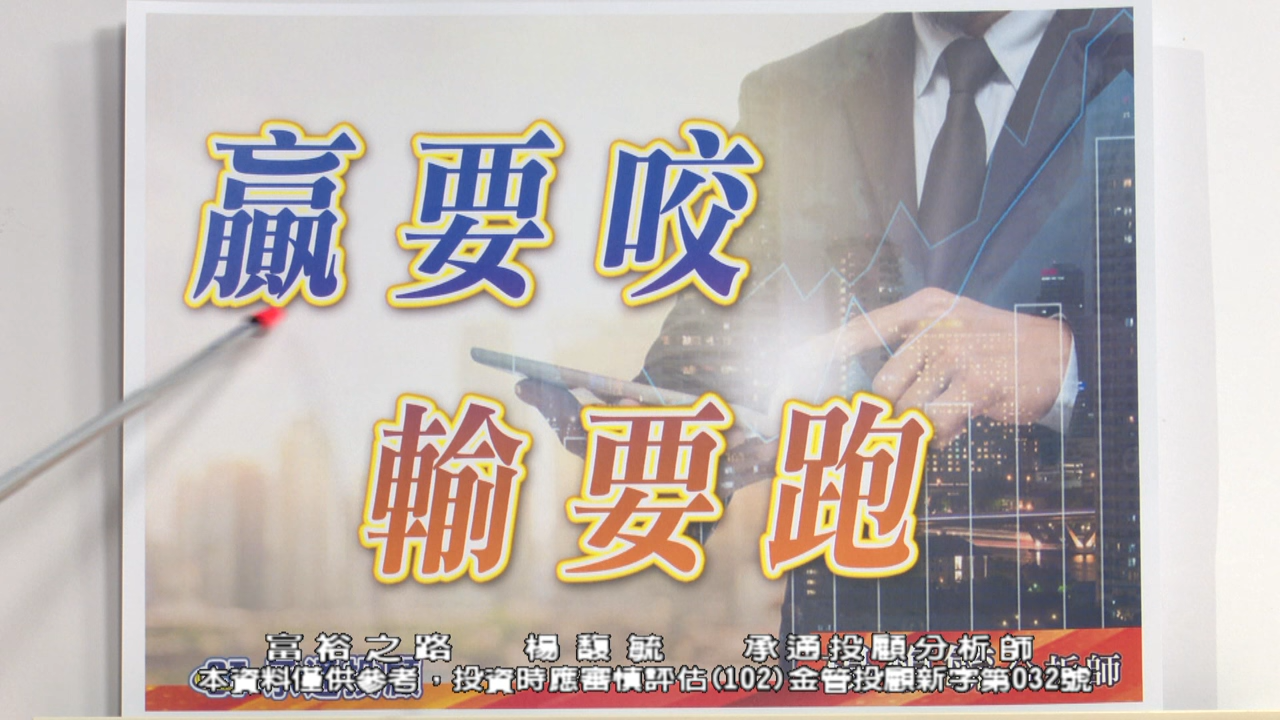 贏要咬
輸要跑
富裕之路 楊馥毓 承通投顧分析師
本資料僅供參考，投資時應審慎評估(102)金管投顧新字第032號